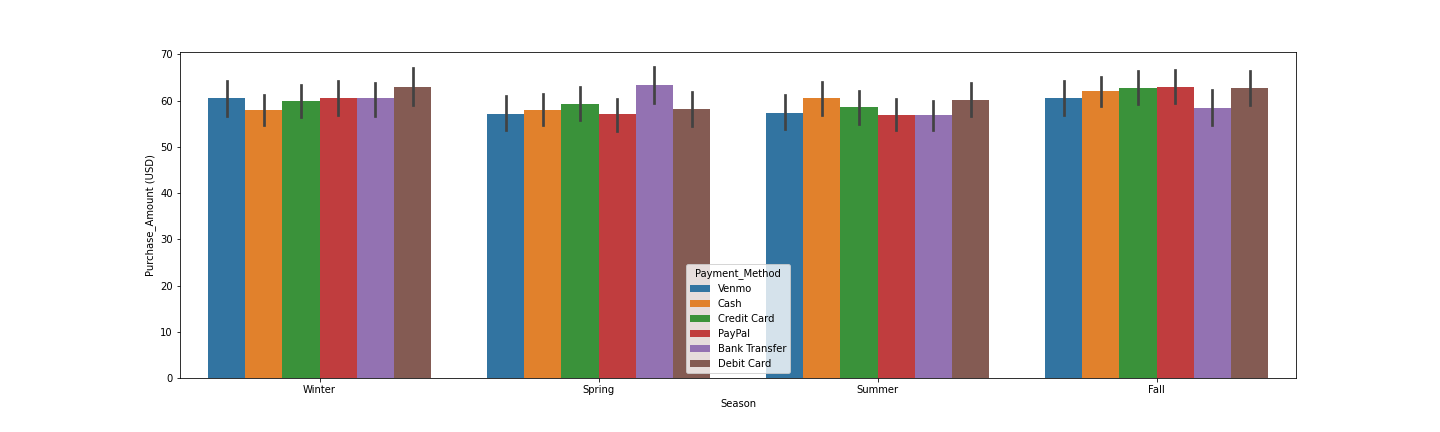 70
60
50
40
30
20
10
0
Purchase_Amount (USD)
Payment_Method
Venmo
Cash
Credit Card
PayPal
Bank Transfer
Debit Card
Winter
Spring
Summer
Fall
Season